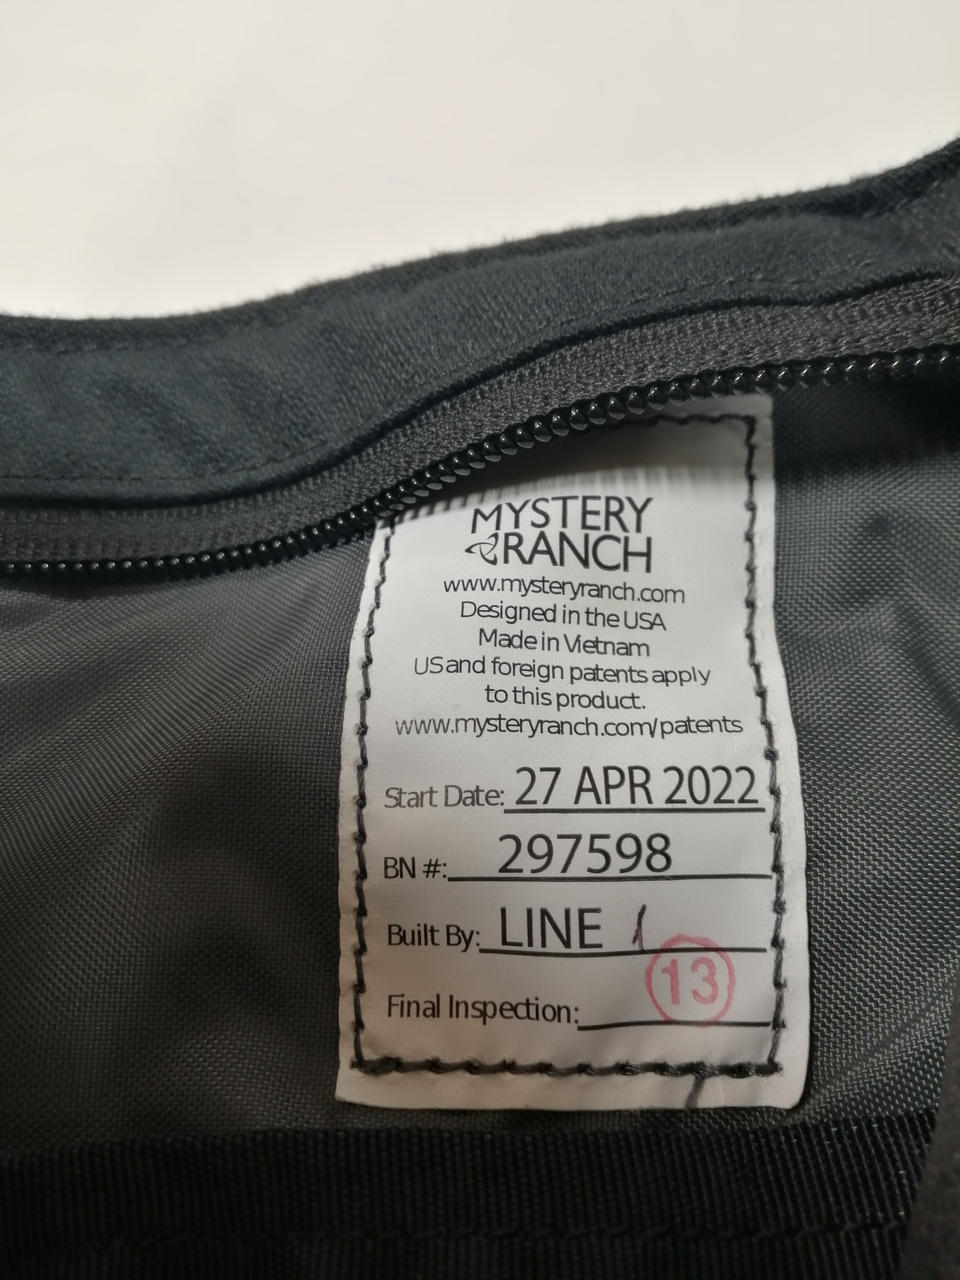 MYSTERY
RANCH
www.mysteryranch.com
Designed in the USA
Made in Vietnam
US and foreign patents apply
to this product.
www.mysteryranch.com/patents
Start Date: 27 APR 2022
BN #: 297598
Built By: LINE 1
Final Inspection: 13